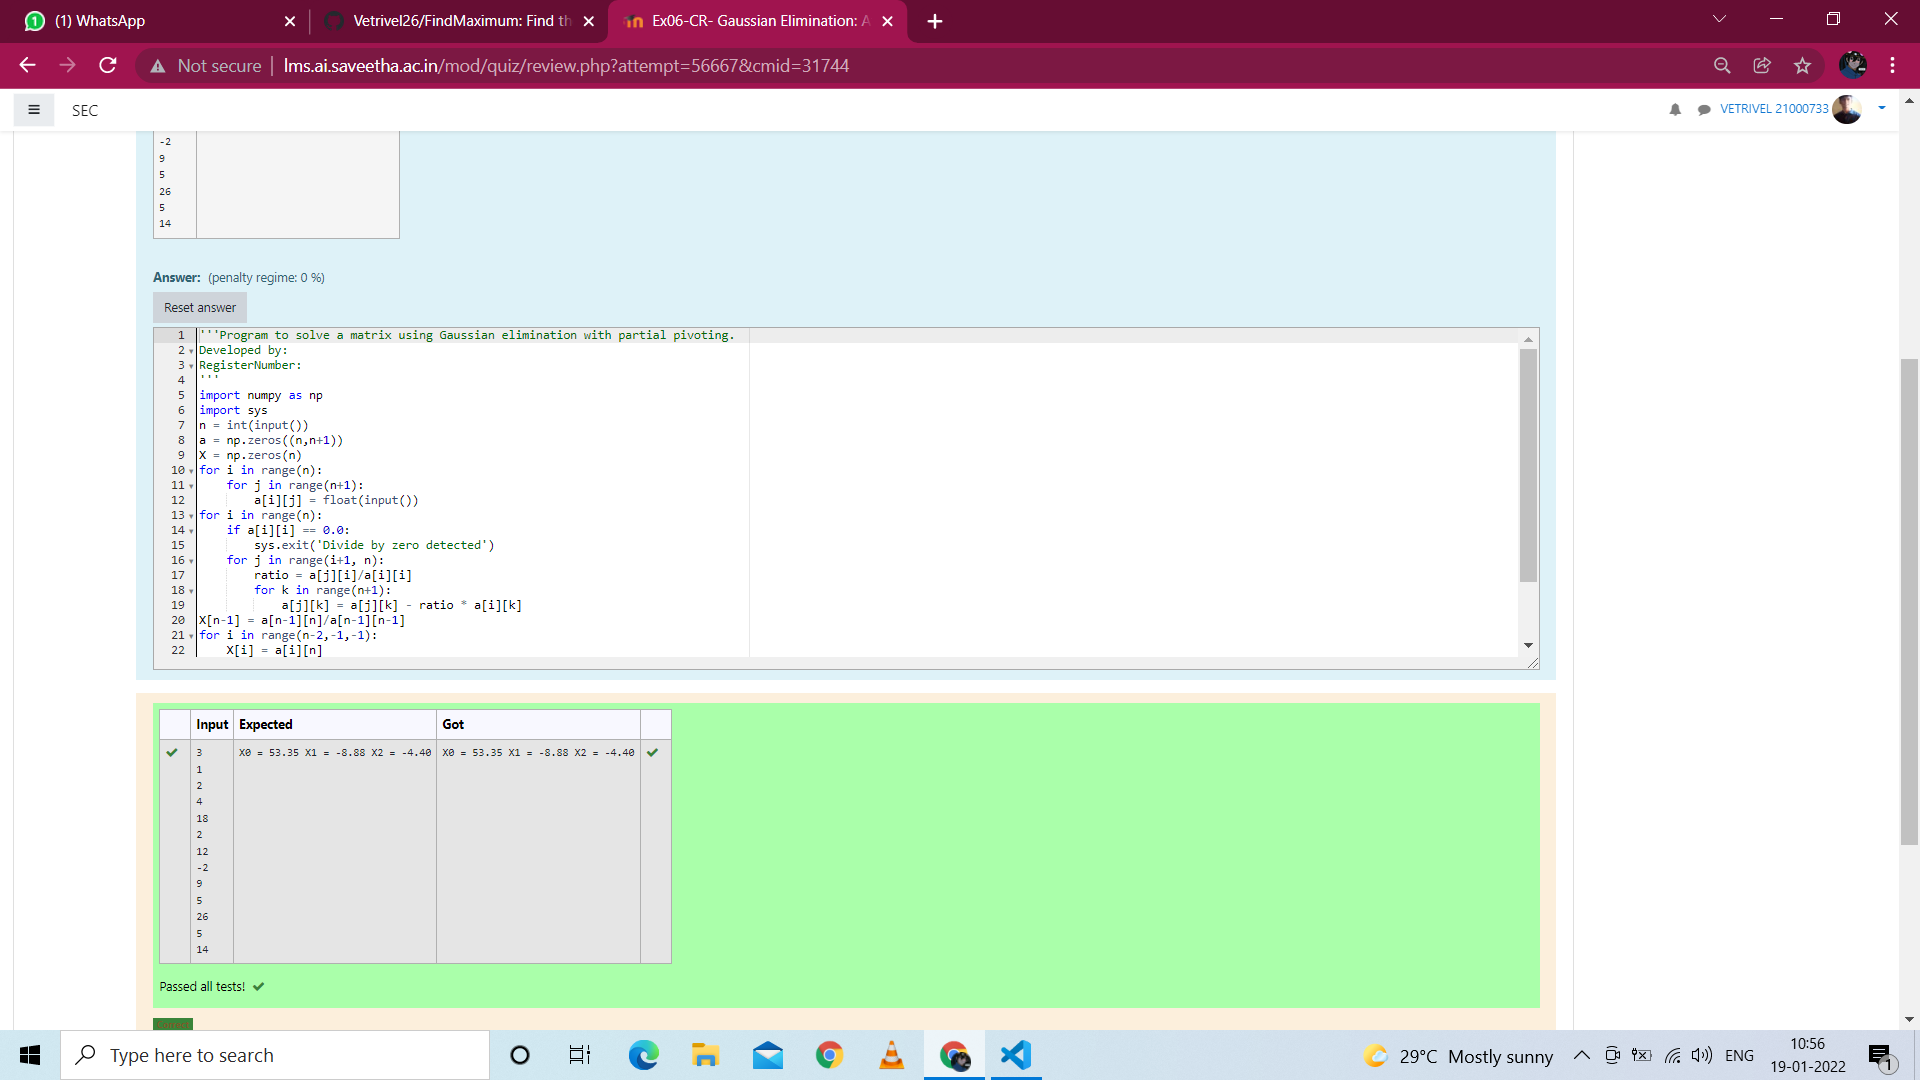 (1) WhatsApp
Vetrivel26/FindMaximum: Find th
Ex06-CR- Gaussian Elimination: A
Not secure
lms.ai.saveetha.ac.in/mod/quiz/review.php?attempt=56667&cmid=31744
SEC
VETRIVEL 21000733
-2
9
5
26
5
14
Answer: (penalty regime: 0 %)
Reset answer
1 '''Program to solve a matrix using Gaussian elimination with partial pivoting.
2 Developed by:
3 RegisterNumber:
4 '''
5 import numpy as np
6 import sys
7 n = int(input())
8 a = np.zeros((n,n+1))
9 X = np.zeros(n)
10 for i in range(n):
11     for j in range(n+1):
12         a[i][j] = float(input())
13 for i in range(n):
14     if a[i][i] == 0.0:
15         sys.exit('Divide by zero detected')
16     for j in range(i+1, n):
17         ratio = a[j][i]/a[i][i]
18         for k in range(n+1):
19             a[j][k] = a[j][k] - ratio * a[i][k]
20 X[n-1] = a[n-1][n]/a[n-1][n-1]
21 for i in range(n-2,-1,-1):
22     X[i] = a[i][n]
Input Expected Got
3 X0 = 53.35 X1 = -8.88 X2 = -4.40 X0 = 53.35 X1 = -8.88 X2 = -4.40
1
2
4
18
2
12
-2
9
5
26
5
14
Passed all tests!
Type here to search
29°C Mostly sunny
ENG
10:56
19-01-2022
1